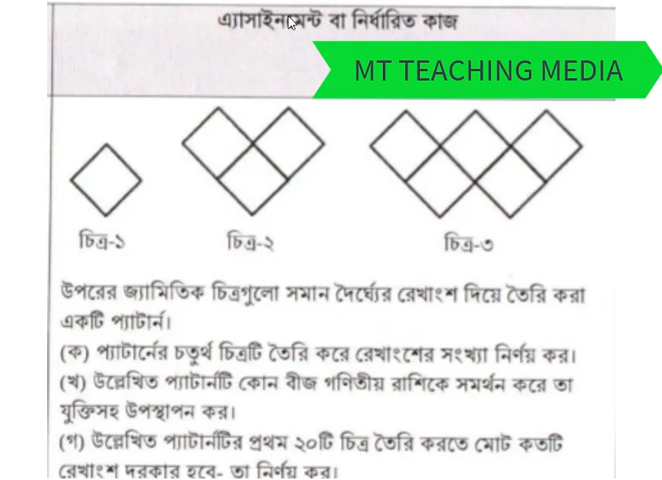 এ্যাসাইনমেন্ট বা নির্ধারিত কাজ
MT TEACHING MEDIA
চিত্র-১
চিত্র-২
চিত্র-৩
উপরের জ্যামিতিক চিত্রগুলো সমান দৈর্ঘ্যের রেখাংশ দিয়ে তৈরি করা
একটি প্যাটার্ন।
(ক) প্যাটার্নের চতুর্থ চিত্রটি তৈরি করে রেখাংশের সংখ্যা নির্ণয় কর।
(খ) উল্লেখিত প্যাটার্নটি কোন বীজ গণিতীয় রাশিকে সমর্থন করে তা
যুক্তিসহ উপস্থাপন কর।
(গ) উল্লেখিত প্যাটার্নটির প্রথম ২০টি চিত্র তৈরি করতে মোট কতটি
রেখাংশ দরকার হবে- তা নির্ণয় কর।